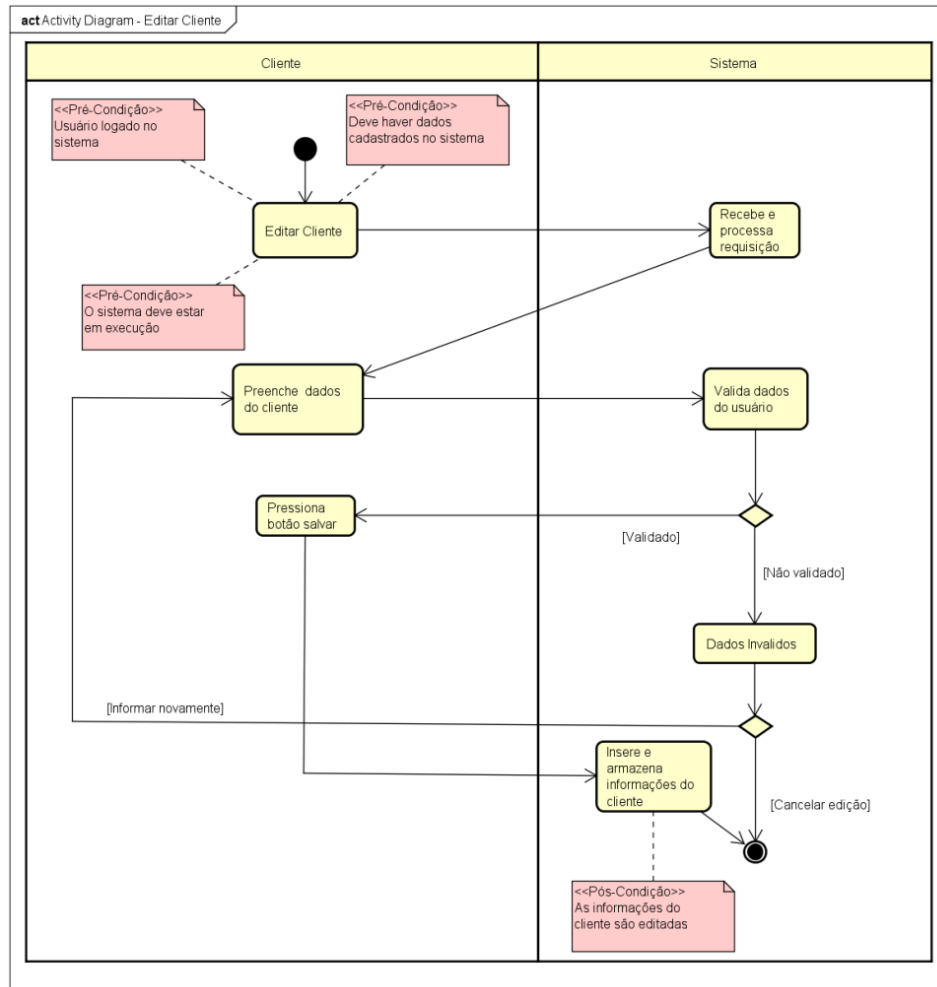 act Activity Diagram - Editar Cliente
Cliente
Sistema
<<Pré-Condição>>
Usuário logado no
sistema
<<Pré-Condição>>
Deve haver dados
cadastrados no sistema
Editar Cliente
Recebe e
processa
requisição
<<Pré-Condição>>
O sistema deve estar
em execução
Preenche dados
do cliente
Valida dados
do usuário
Pressiona
botão salvar
[Validado]
[Não validado]
Dados Invalidos
[Informar novamente]
Insere e
armazena
informações do
cliente
[Cancelar edição]
<<Pós-Condição>>
As informações do
cliente são editadas